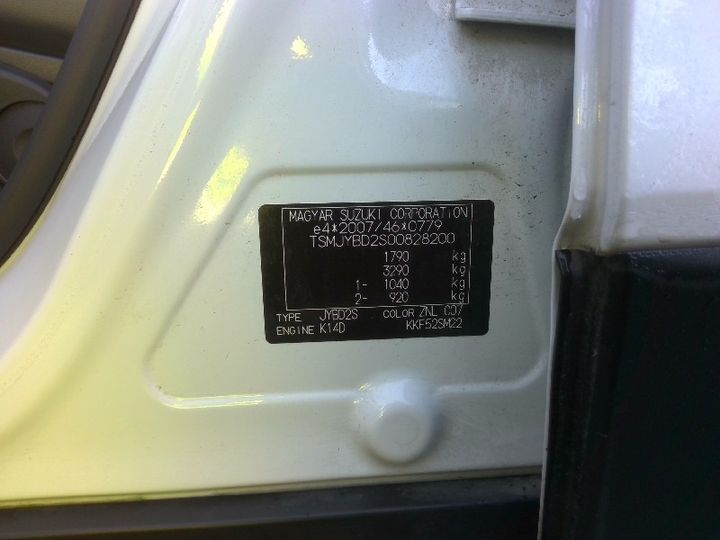 MAGYAR SUZUKI CORPORATION
e4*2007/46*0779
TSMJYBD2S00828200
1790 kg
3290 kg
1- 1040 kg
2- 920 kg
TYPE JYBD2S COLOR ZNL CD7
ENGINE K14D KKF52SM22